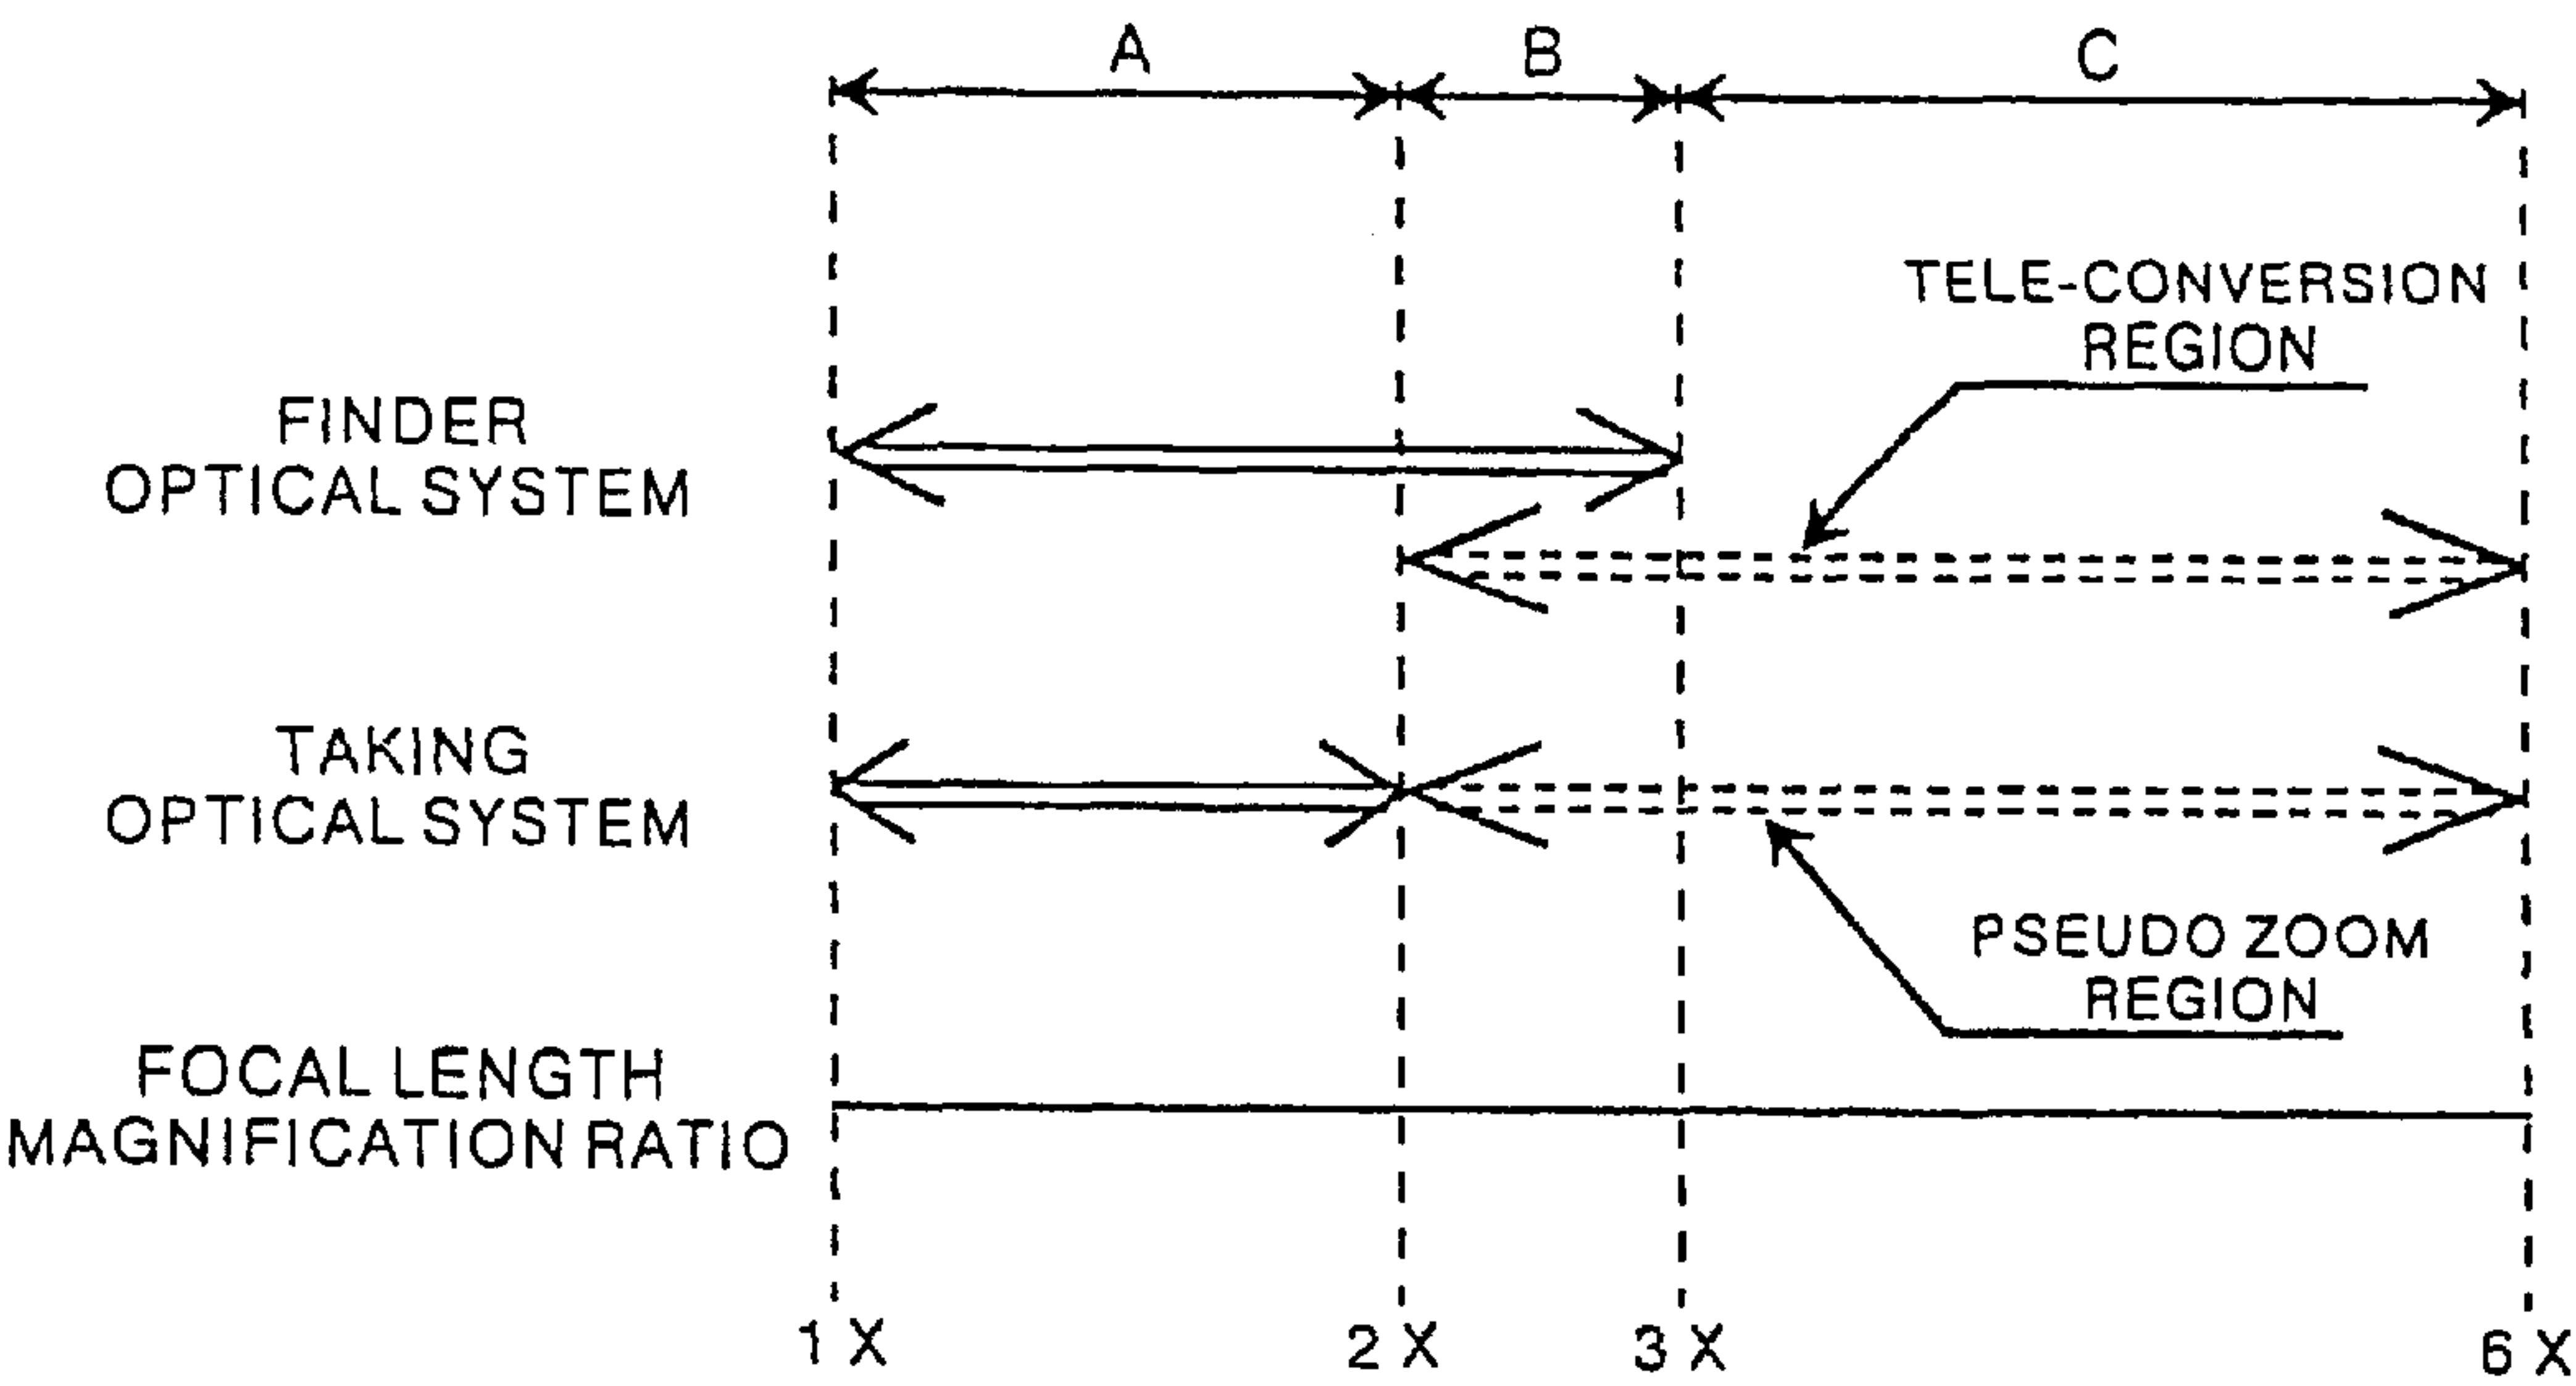 A B C
TELE-CONVERSION
REGION
FINDER
OPTICAL SYSTEM
TAKING
OPTICAL SYSTEM
PSEUDO ZOOM
REGION
FOCAL LENGTH
MAGNIFICATION RATIO
1 X 2 X 3 X 6 X